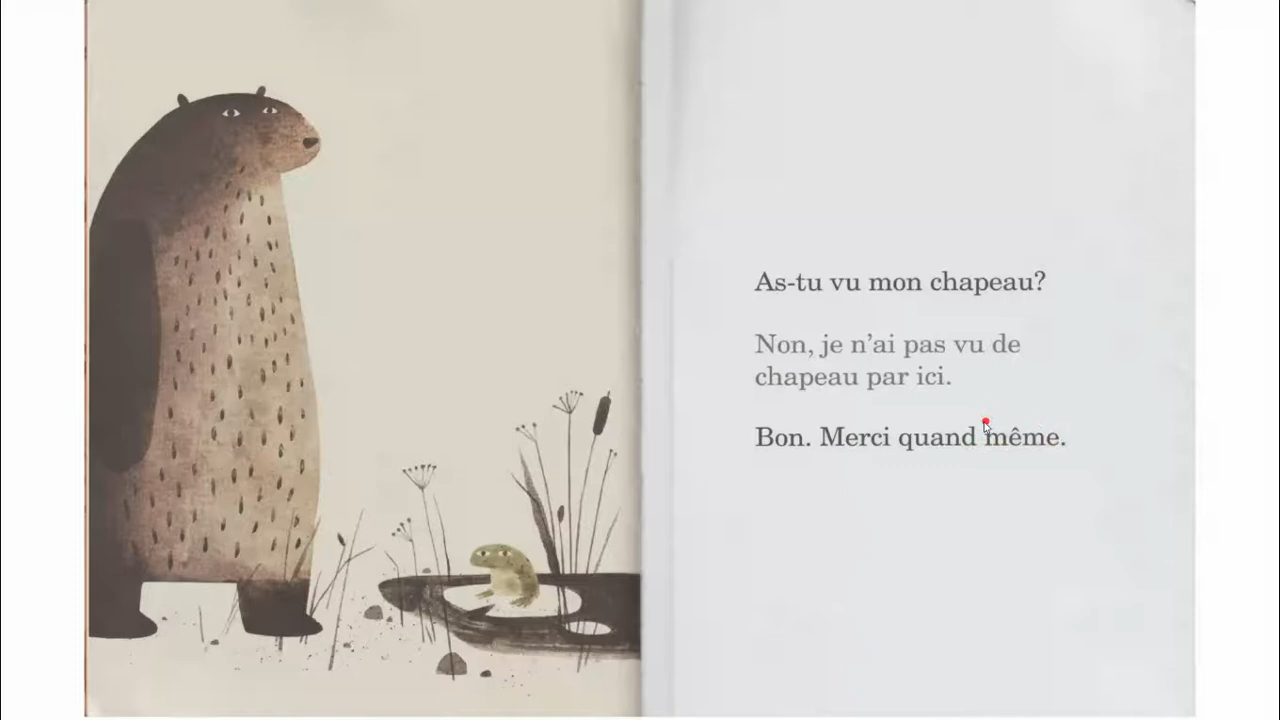 As-tu vu mon chapeau?
Non, je n'ai pas vu de
chapeau par ici.
Bon. Merci quand même.